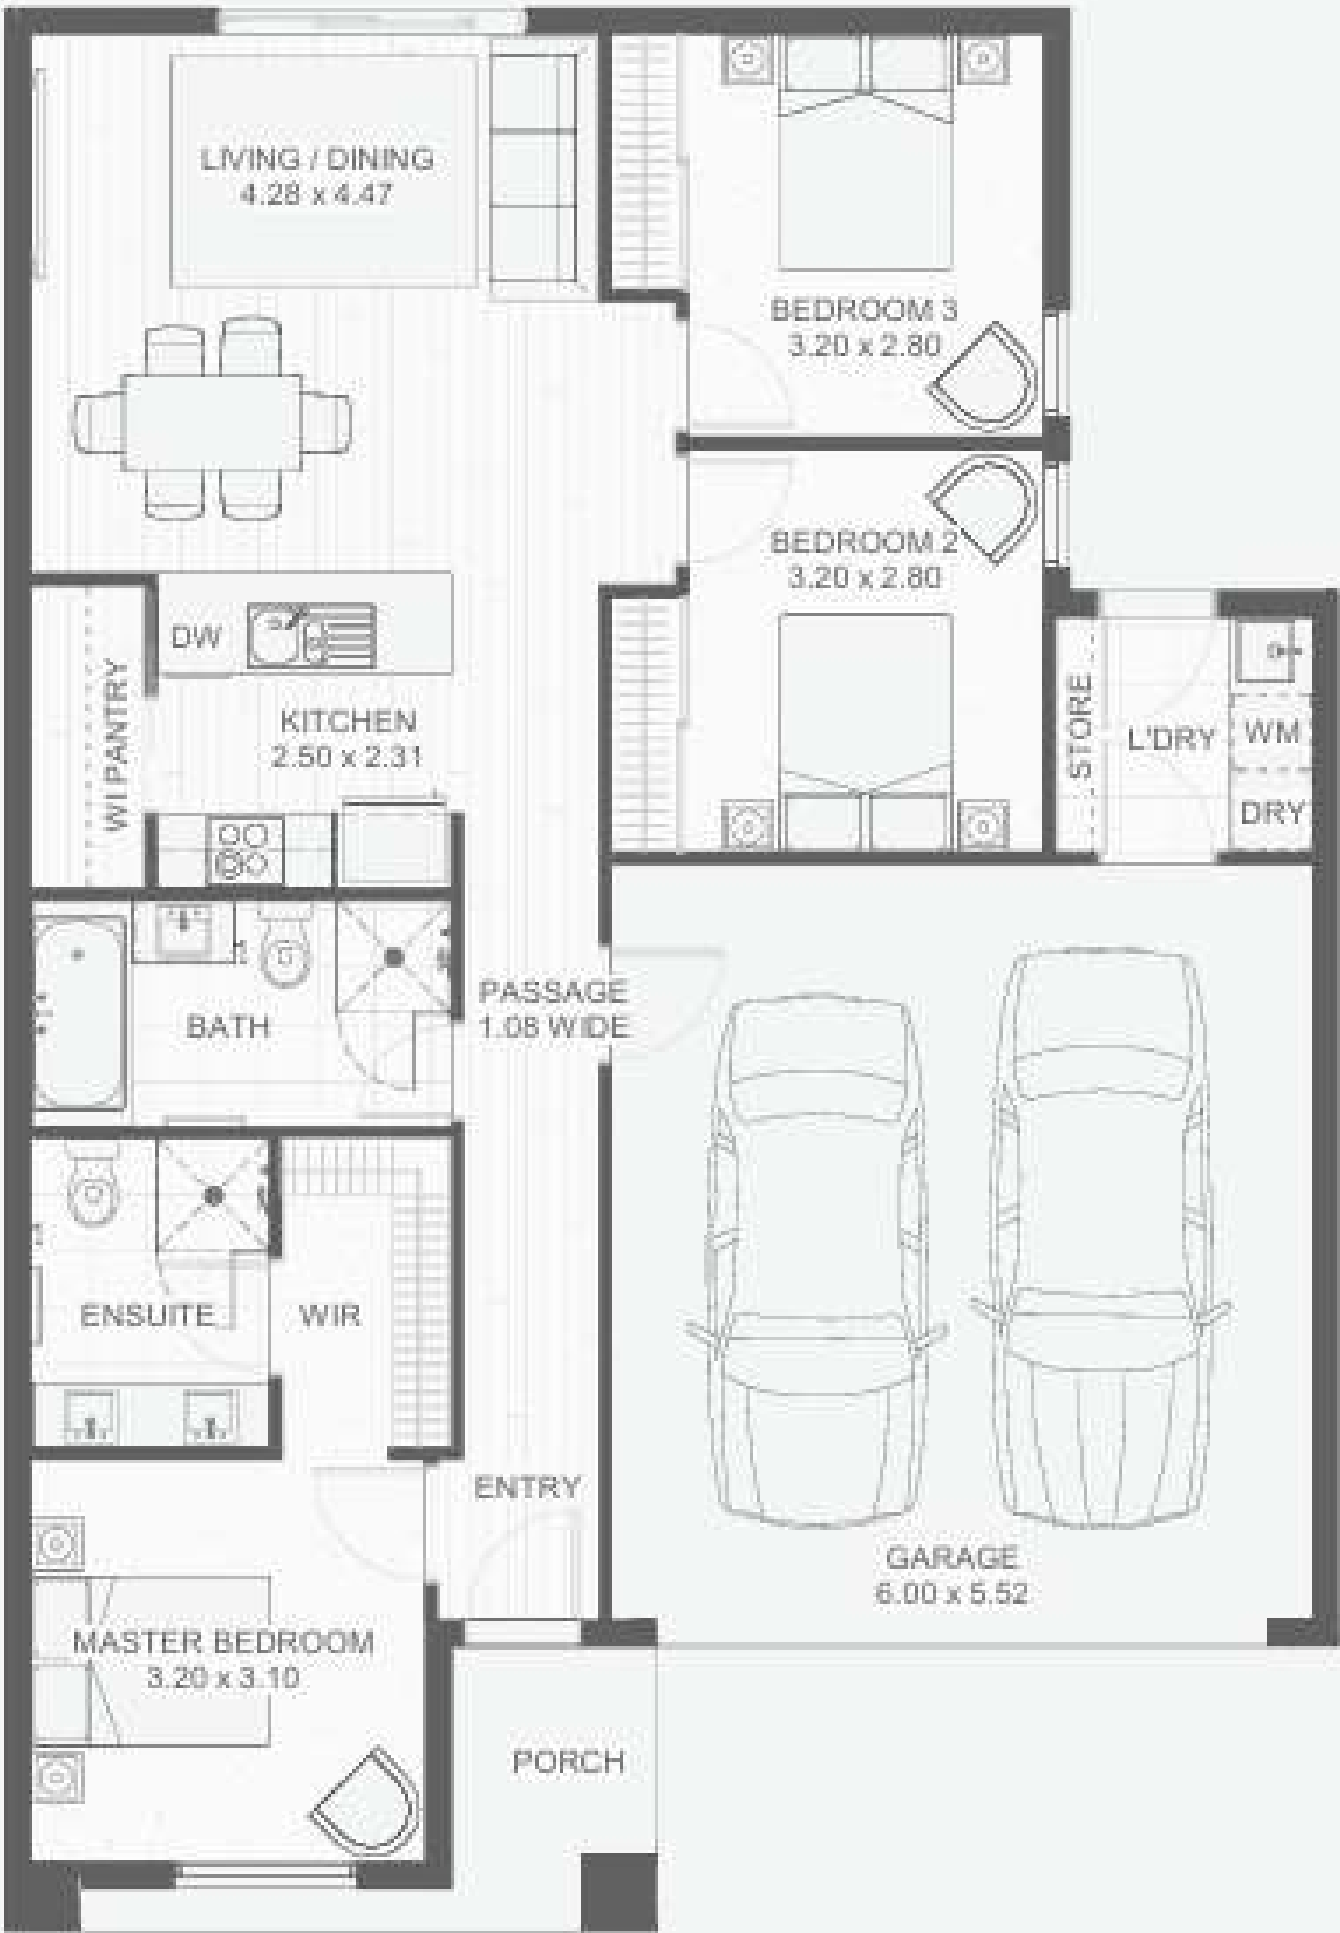 LIVING / DINING
4.28 x 4.47
BEDROOM 3
3.20 x 2.80
BEDROOM 2
3.20 x 2.80
DW
WI PANTRY
KITCHEN
2.50 x 2.31
STORE
L'DRY
WM
DRY
BATH
PASSAGE
1.08 WIDE
ENSUITE
WIR
ENTRY
GARAGE
6.00 x 5.52
MASTER BEDROOM
3.20 x 3.10
PORCH